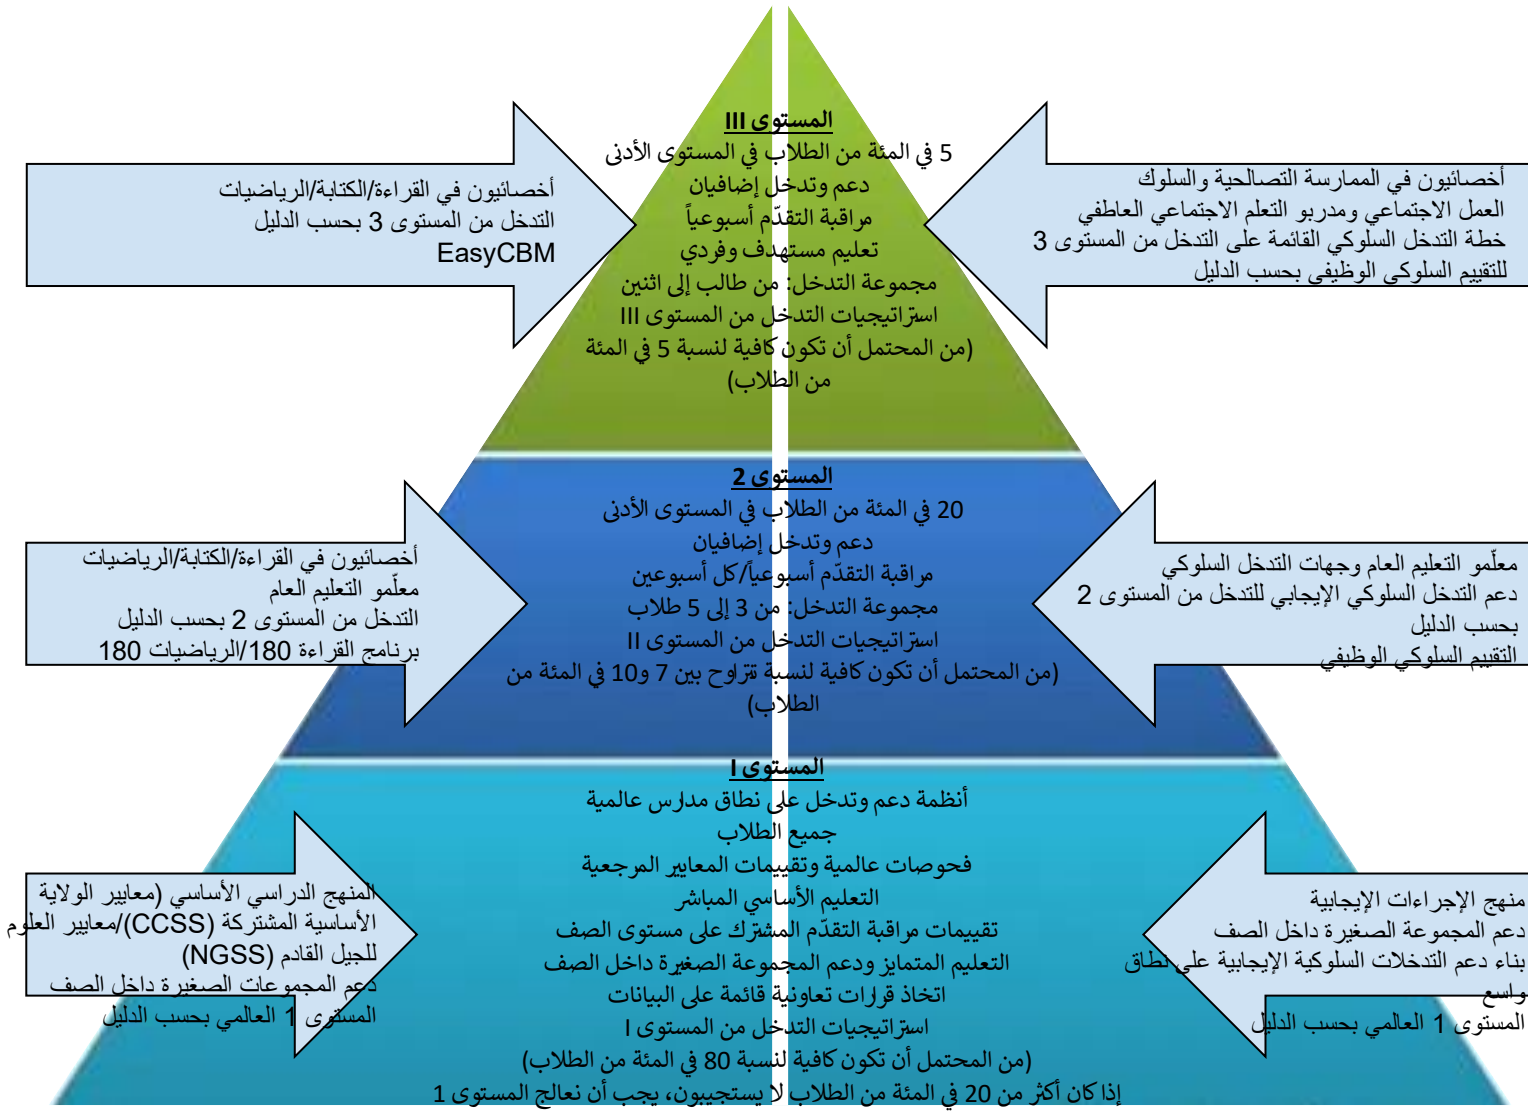 المستوى III
5 في المئة من الطلاب في المستوى الأدنى
دعم وتدخل إضافيان
مراقبة التقدّم أسبوعياً
تعليم مستهدف وفردي
مجموعة التدخل: من طالب إلى اثنين
استراتيجيات التدخل من المستوى III
(من المحتمل أن تكون كافية لنسبة 5 في المئة
من الطلاب)
أخصائيون في الممارسة التصالحية والسلوك
العمل الاجتماعي ومدربو التعلم الاجتماعي العاطفي
خطة التدخل السلوكي القائمة على التدخل من المستوى 3
للتقييم السلوكي الوظيفي بحسب الدليل
أخصائيون في القراءة/الكتابة/الرياضيات
التدخل من المستوى 3 بحسب الدليل
EasyCBM
المستوى 2
20 في المئة من الطلاب في المستوى الأدنى
دعم وتدخل إضافيان
مراقبة التقدّم أسبوعياً/كل أسبوعين
مجموعة التدخل: من 3 إلى 5 طلاب
استراتيجيات التدخل من المستوى II
(من المحتمل أن تكون كافية لنسبة تتراوح بين 7 و10 في المئة من
الطلاب)
معلّمو التعليم العام وجهات التدخل السلوكي
دعم التدخل السلوكي الإيجابي للتدخل من المستوى 2
بحسب الدليل
التقييم السلوكي الوظيفي
أخصائيون في القراءة/الكتابة/الرياضيات
معلّمو التعليم العام
التدخل من المستوى 2 بحسب الدليل
برنامج القراءة 180/الرياضيات 180
المستوى I
أنظمة دعم وتدخل على نطاق مدارس عالمية
جميع الطلاب
فحوصات عالمية وتقييمات المعايير المرجعية
التعليم الأساسي المباشر
تقييمات مراقبة التقدّم المشترك على مستوى الصف
التعليم المتمايز ودعم المجموعة الصغيرة داخل الصف
اتخاذ قرارات تعاونية قائمة على البيانات
استراتيجيات التدخل من المستوى I
(من المحتمل أن تكون كافية لنسبة 80 في المئة من الطلاب)
إذا كان أكثر من 20 في المئة من الطلاب لا يستجيبون، يجب أن نعالج المستوى 1
منهج الإجراءات الإيجابية
دعم المجموعة الصغيرة داخل الصف
بناء دعم التدخلات السلوكية الإيجابية على نطاق
واسع
المستوى 1 العالمي بحسب الدليل
المنهج الدراسي الأساسي (معايير الولاية
الأساسية المشتركة (CCSS)/معايير العلوم
للجيل القادم (NGSS)
دعم المجموعات الصغيرة داخل الصف
المستوى 1 العالمي بحسب الدليل